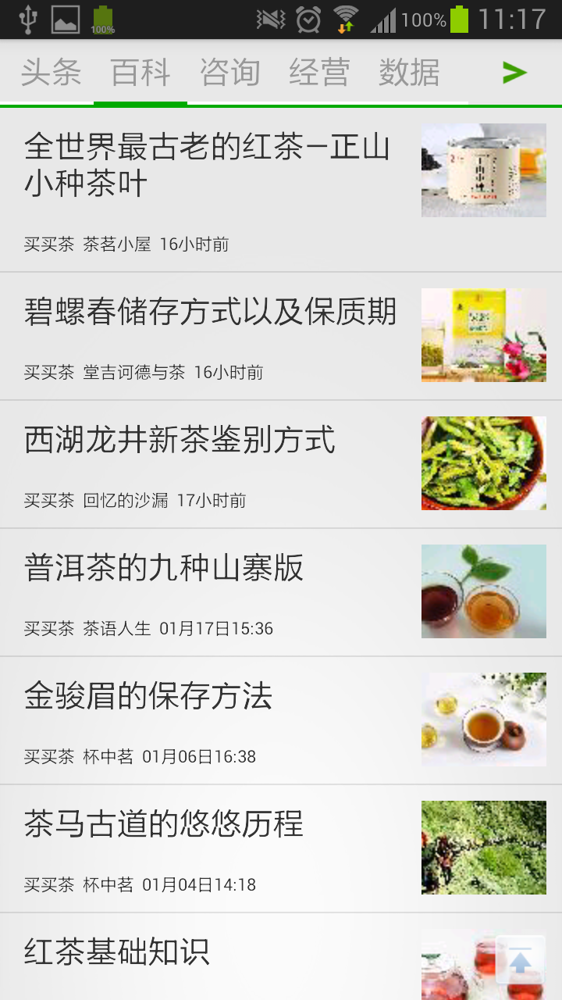 100%
100%
11:17
头条 百科 咨询 经营 数据
全世界最古老的红茶—正山
小种茶叶
买买茶 茶茗小屋 16小时前
碧螺春储存方式以及保质期
买买茶 堂吉诃德与茶 16小时前
西湖龙井新茶鉴别方式
买买茶 回忆的沙漏 17小时前
普洱茶的九种山寨版
买买茶 茶语人生 01月17日15:36
金骏眉的保存方法
买买茶 杯中茗 01月06日16:38
茶马古道的悠悠历程
买买茶 杯中茗 01月04日14:18
红茶基础知识